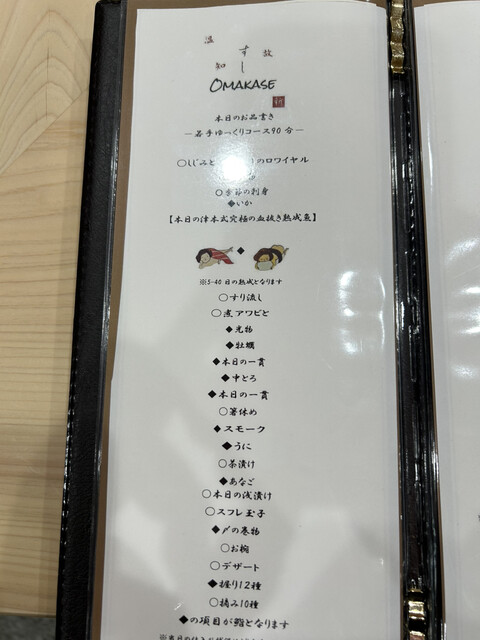 温 す 故
知 し
OMAKASE
本日のお品書き
―若手ゆっくりコース90分―
○しじみと のロワイヤル
○季節の刺身
◆いか
【本日の津本式究極の血抜き熟成魚】
◆
※5-40日の熟成となります
○すり流し
○煮アワビと
◆光物
◆牡蠣
◆本日の一貫
◆中とろ
◆本日の一貫
○箸休め
◆スモーク
◆うに
○茶漬け
◆あなご
○本日の浅漬け
○スフレ玉子
◆〆の巻物
○お椀
○デザート
◆握り12種
○摘み10種
◆の項目が鮨となります